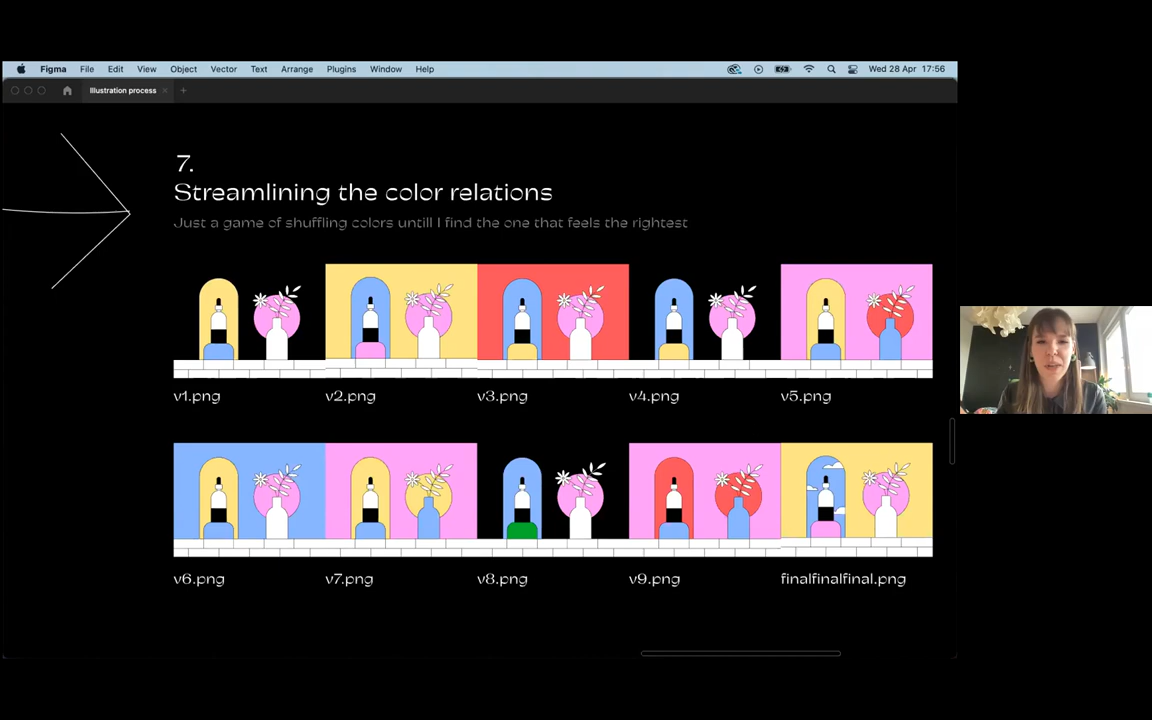 Figma File Edit View Object Vector Text Arrange Plugins Window Help Wed 28 Apr 17:56
Illustration process
7.
Streamlining the color relations
Just a game of shuffling colors untill I find the one that feels the rightest
v1.png v2.png v3.png v4.png v5.png
v6.png v7.png v8.png v9.png finalfinalfinal.png